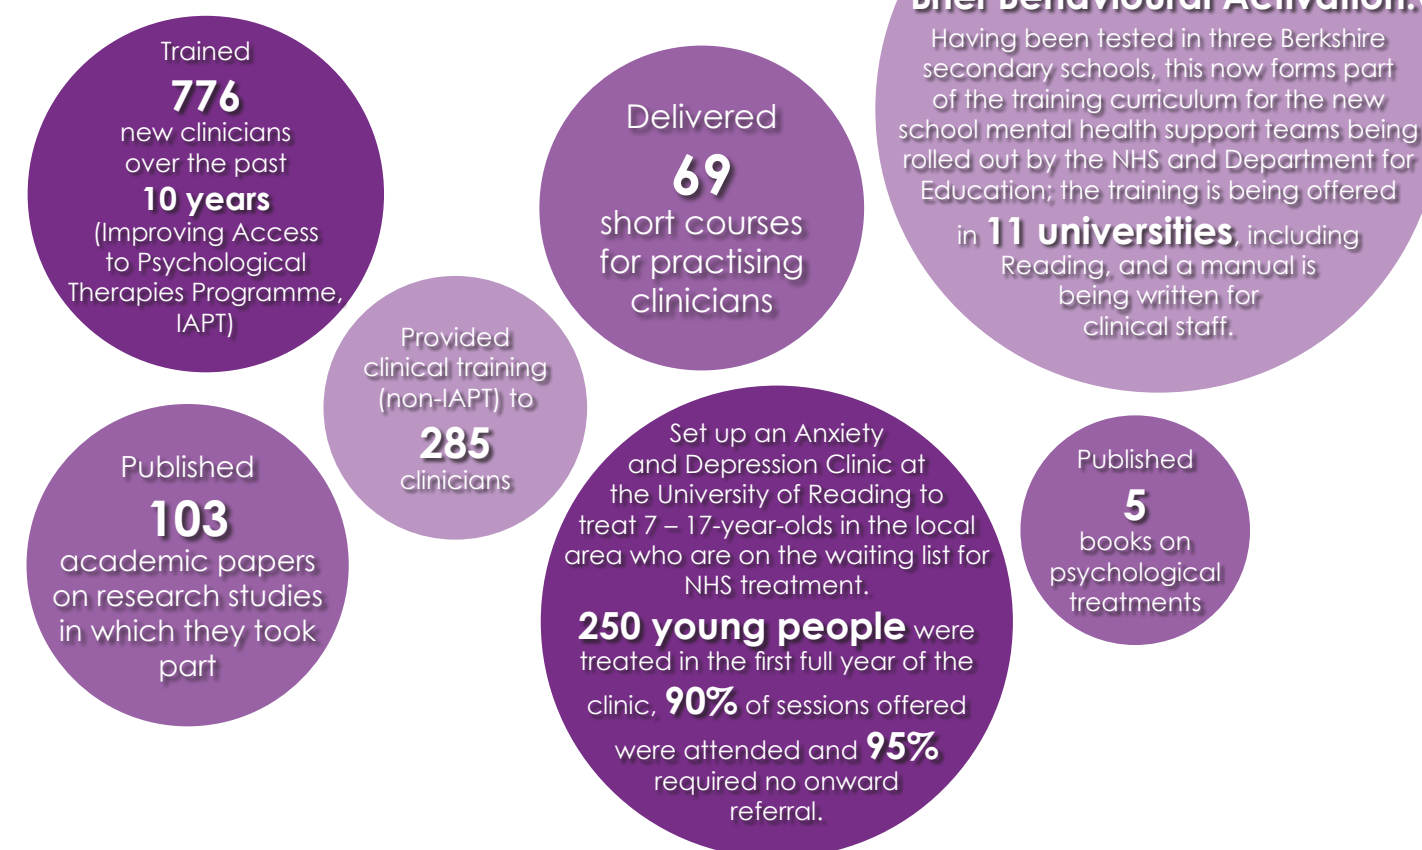 Trained
776
new clinicians
over the past
10 years
(Improving Access
to Psychological
Therapies Programme,
IAPT)
Provided
clinical training
(non-IAPT) to
285
clinicians
Delivered
69
short courses
for practising
clinicians
Brief Behavioural Activation:
Having been tested in three Berkshire
secondary schools, this now forms part
of the training curriculum for the new
school mental health support teams being
rolled out by the NHS and Department for
Education; the training is being offered
in 11 universities, including
Reading, and a manual is
being written for
clinical staff.
Published
103
academic papers
on research studies
in which they took
part
Set up an Anxiety
and Depression Clinic at
the University of Reading to
treat 7 – 17-year-olds in the local
area who are on the waiting list for
NHS treatment.
250 young people were
treated in the first full year of the
clinic, 90% of sessions offered
were attended and 95%
required no onward
referral.
Published
5
books on
psychological
treatments